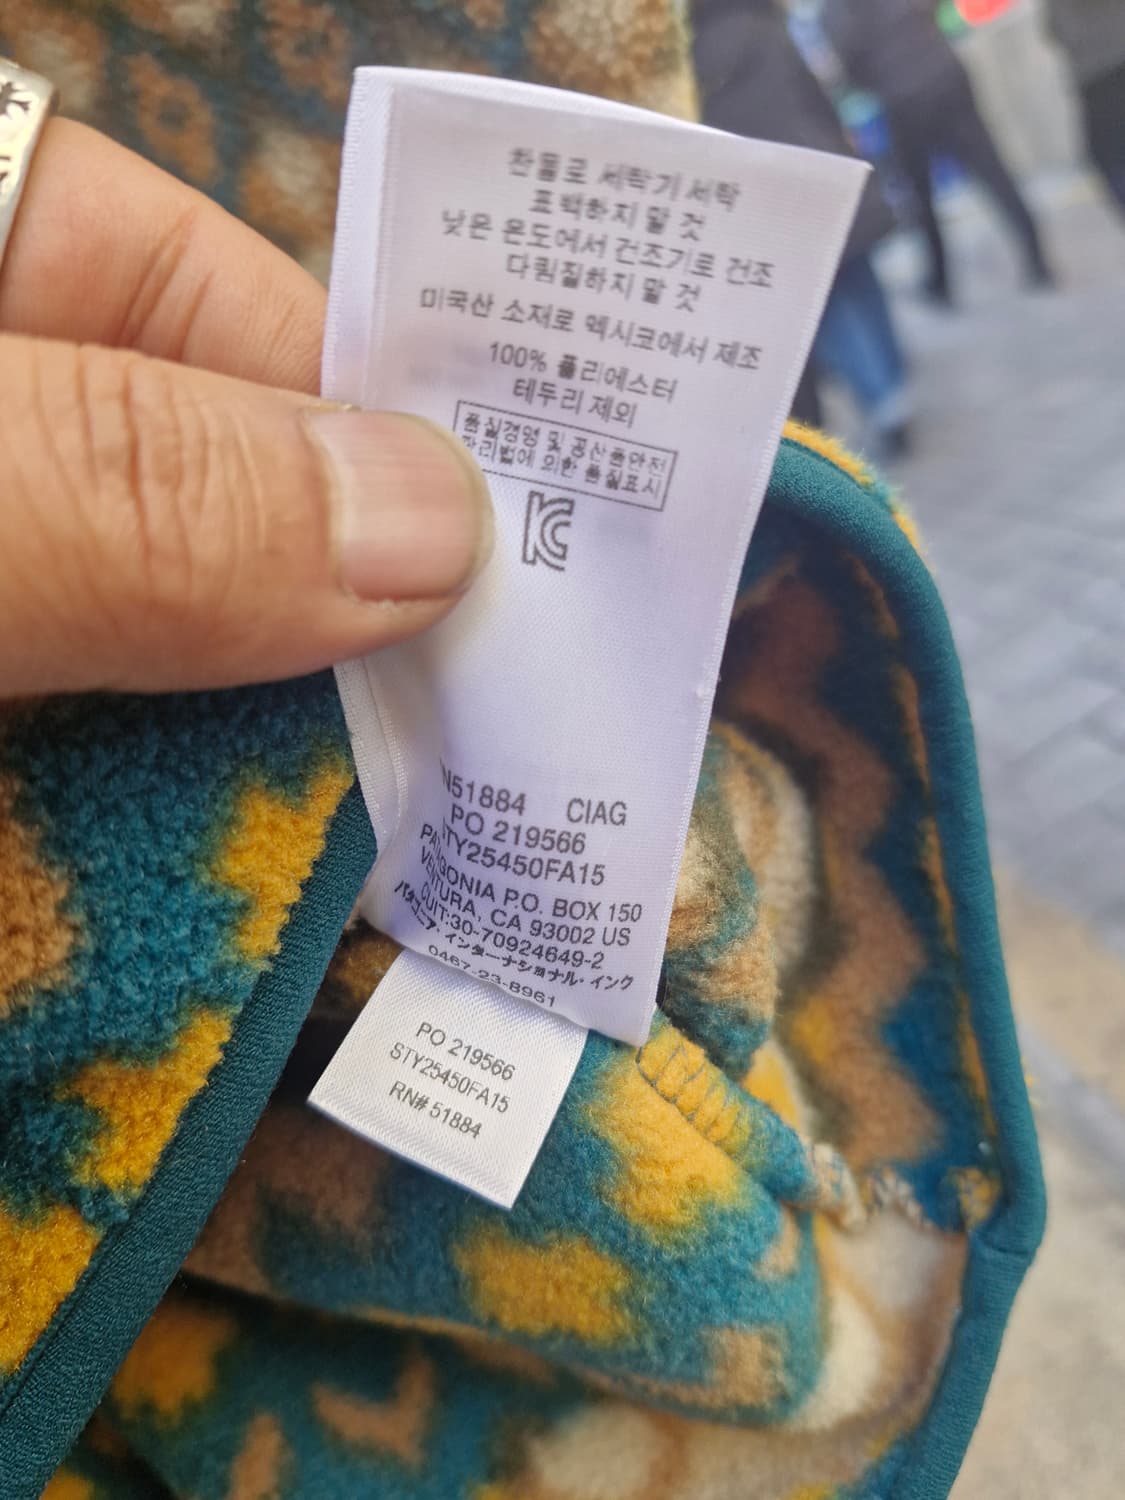 찬물로 세탁기 세탁
표백하지 말 것
낮은 온도에서 건조기로 건조
다림질하지 말 것
미국산 소재로 멕시코에서 제조
100% 폴리에스터
테두리 제외
품질경영 및 공산품안전
관리법에 의한 품질표시
KC
N51884 CIAG
PO 219566
STY25450FA15
PATAGONIA P.O. BOX 150
VENTURA, CA 93002 US
CUIT:30-70924649-2
パタゴニア・インターナショナル・インク
0467-23-8961
PO 219566
STY25450FA15
RN# 51884